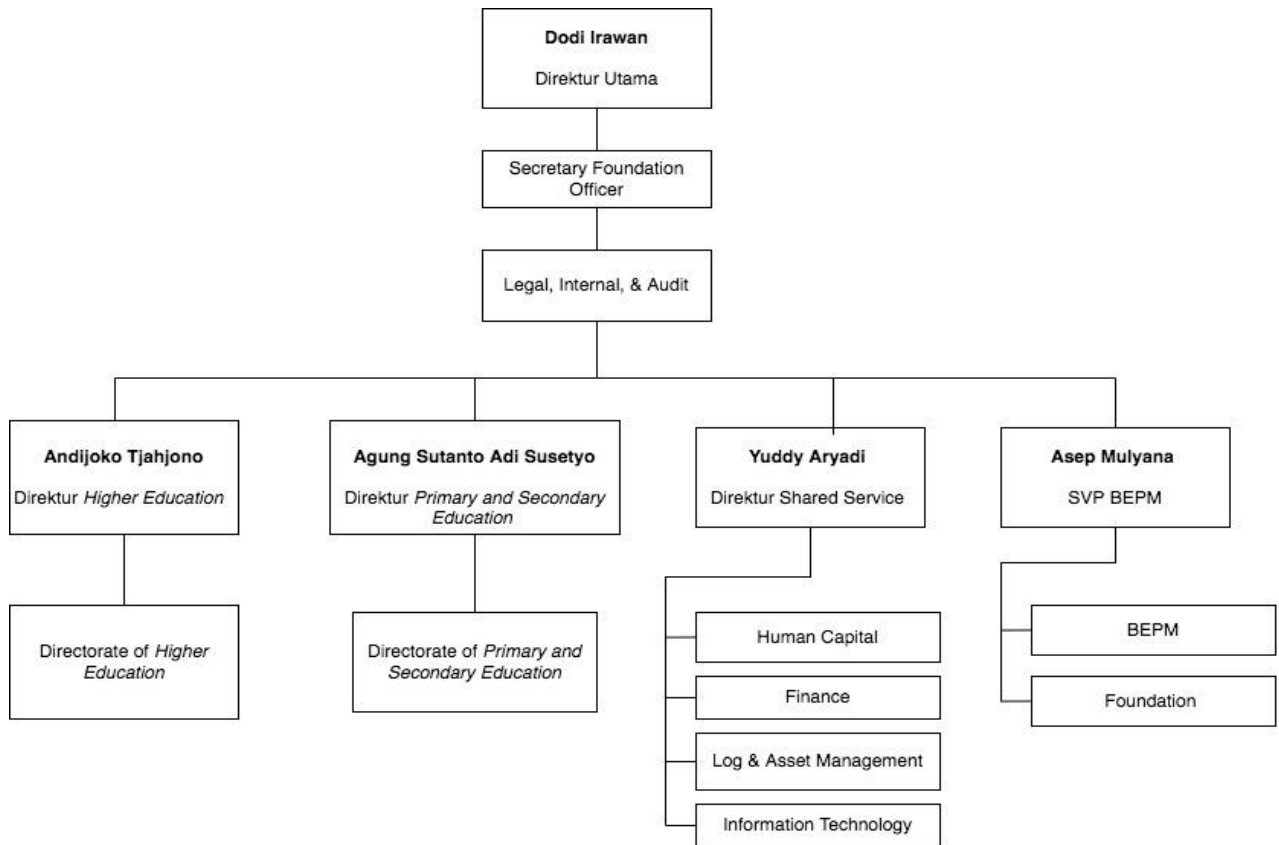 Dodi Irawan
Direktur Utama
Secretary Foundation
Officer
Legal, Internal, & Audit
Andijoko Tjahjono
Direktur Higher Education
Agung Sutanto Adi Susetyo
Direktur Primary and Secondary
Education
Yuddy Aryadi
Direktur Shared Service
Asep Mulyana
SVP BEPM
Directorate of Higher
Education
Directorate of Primary and
Secondary Education
Human Capital
Finance
Log & Asset Management
Information Technology
BEPM
Foundation